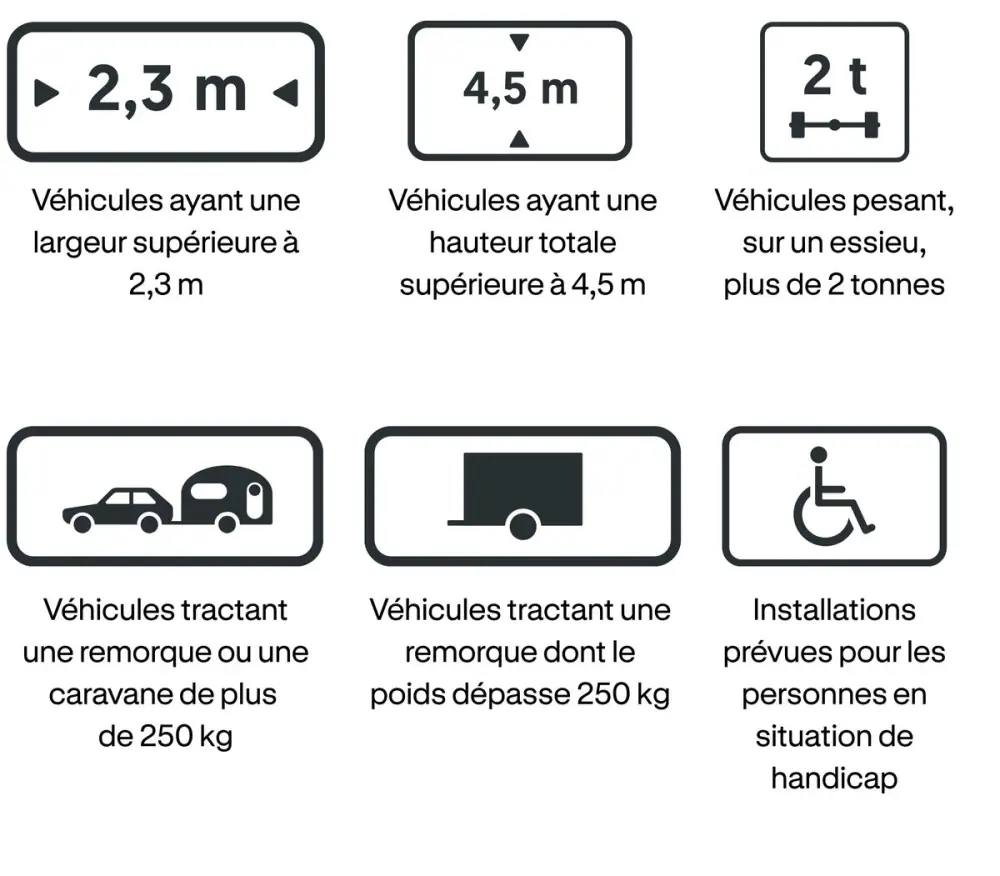 2,3 m
4,5 m
2 t
Véhicules ayant une
largeur supérieure à
2,3 m
Véhicules ayant une
hauteur totale
supérieure à 4,5 m
Véhicules pesant,
sur un essieu,
plus de 2 tonnes
Véhicules tractant
une remorque ou une
caravane de plus
de 250 kg
Véhicules tractant une
remorque dont le
poids dépasse 250 kg
Installations
prévues pour les
personnes en
situation de
handicap